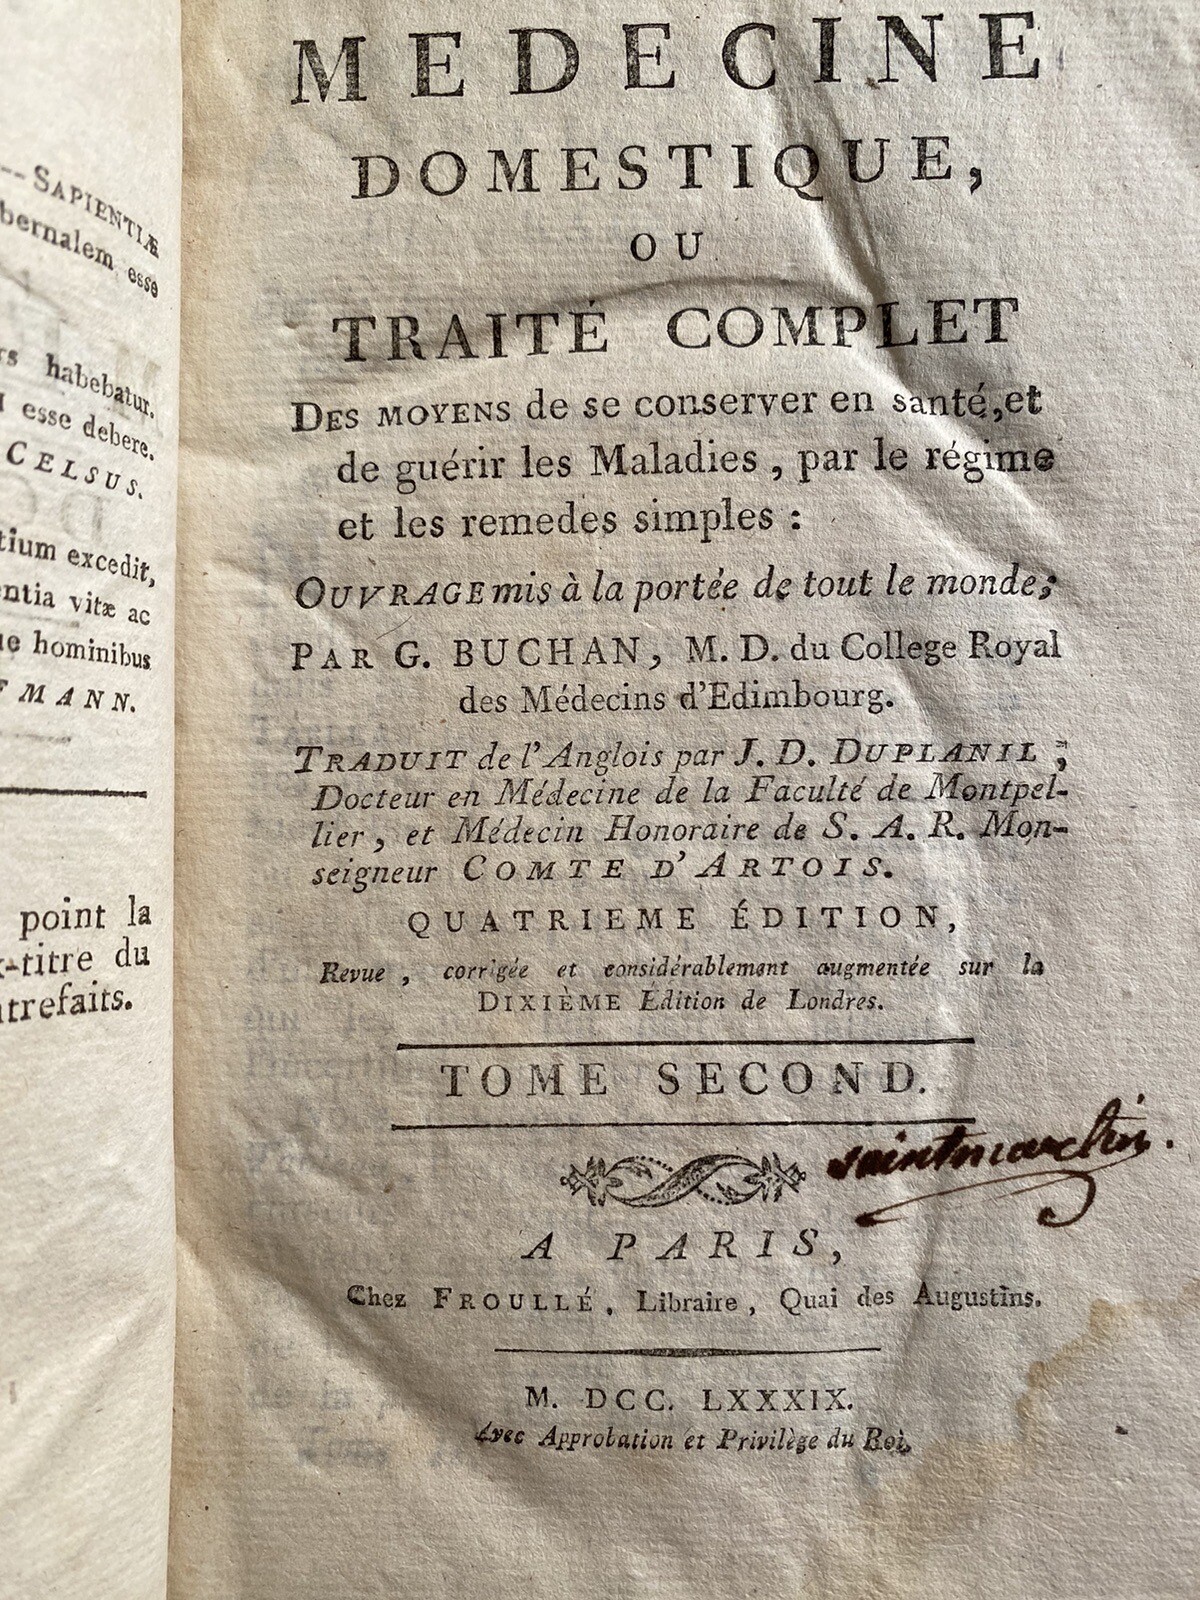 -- SAPIENTIÆ
bernalem esse
habebatur.
esse debere.
CELSUS.
excedit,
vitæ ac
hominibus
MANN.
point la
-titre du
trefaits.
MEDECINE
DOMESTIQUE,
OU
TRAITÉ COMPLET
DES MOYENS de se conserver en santé, et
de guérir les Maladies, par le régime
et les remedes simples :
OUVRAGE mis à la portée de tout le monde;
PAR G. BUCHAN, M. D. du College Royal
des Médecins d'Edimbourg.
TRADUIT de l'Anglois par J. D. DUPLANIL,
Docteur en Médecine de la Faculté de Montpel-
lier, et Médecin Honoraire de S. A. R. Mon-
seigneur COMTE D'ARTOIS.
QUATRIEME ÉDITION,
Revue, corrigée et considérablement augmentée sur la
DIXIÈME Édition de Londres.
TOME SECOND.
saintmartin.
A PARIS,
Chez FROULLÉ, Libraire, Quai des Augustins.
M. DCC. LXXXIX.
Avec Approbation et Privilège du Roi.